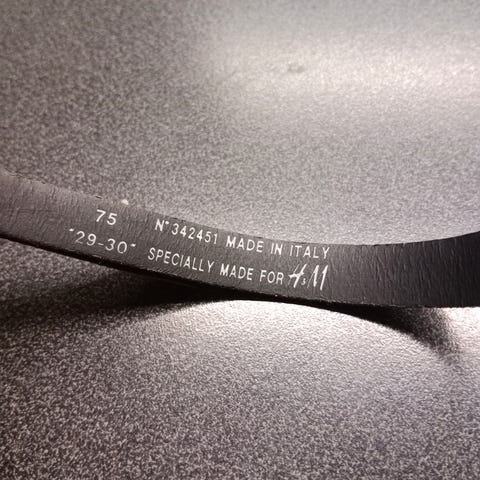 75 N° 342451 MADE IN ITALY
"29-30" SPECIALLY MADE FOR H&M